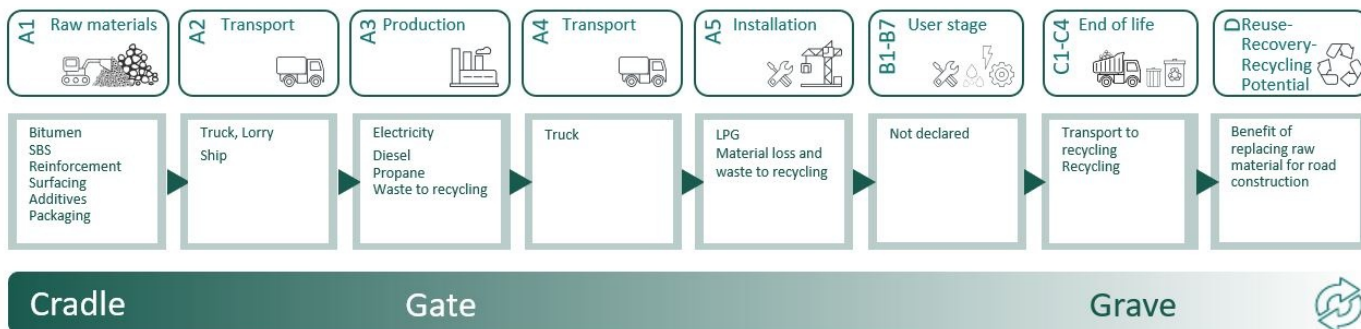 A1 Raw materials
A2 Transport
A3 Production
A4 Transport
A5 Installation
B1-B7 User stage
C1-C4 End of life
D Reuse-
Recovery-
Recycling
Potential
Bitumen
SBS
Reinforcement
Surfacing
Additives
Packaging
Truck, Lorry
Ship
Electricity
Diesel
Propane
Waste to recycling
Truck
LPG
Material loss and
waste to recycling
Not declared
Transport to
recycling
Recycling
Benefit of
replacing raw
material for road
construction
Cradle
Gate
Grave